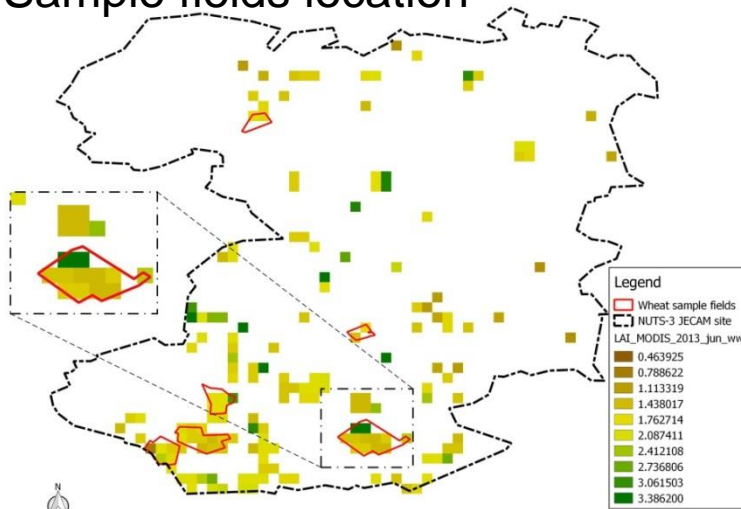 Sample fields location
Legend
Wheat sample fields
NUTS-3 JECAM site
LAI_MODIS_2013_jun_ww
0.463925
0.788622
1.113319
1.438017
1.762714
2.087411
2.412108
2.736806
3.061503
3.386200
N